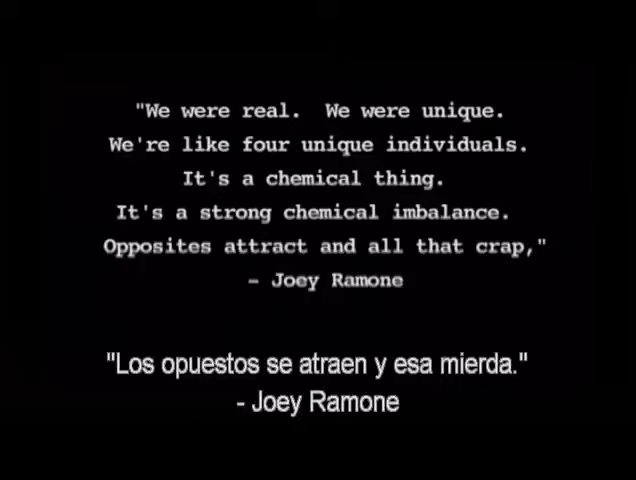 "We were real.  We were unique.
We're like four unique individuals.
It's a chemical thing.
It's a strong chemical imbalance.
Opposites attract and all that crap,"
– Joey Ramone
"Los opuestos se atraen y esa mierda."
- Joey Ramone